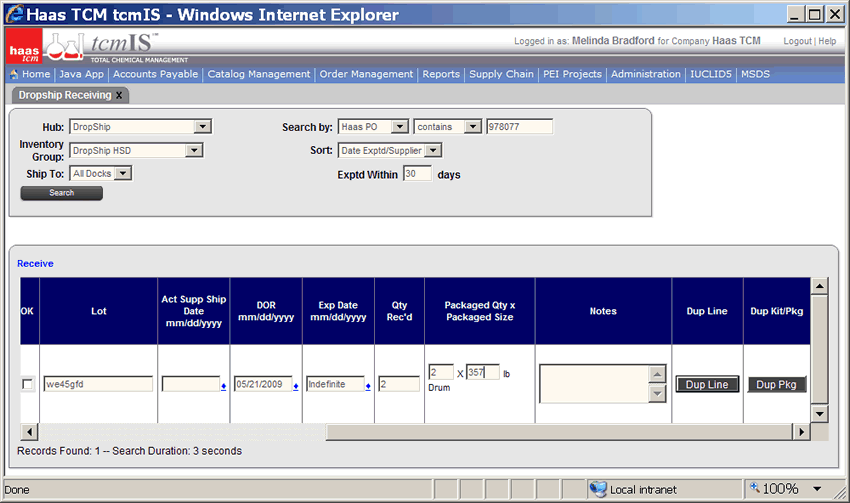 Haas TCM tcmIS - Windows Internet Explorer
haas tcm
tcmIS™
TOTAL CHEMICAL MANAGEMENT
Logged in as: Melinda Bradford for Company Haas TCM Logout | Help
Home | Java App | Accounts Payable | Catalog Management | Order Management | Reports | Supply Chain | PEI Projects | Administration | IUCLID5 | MSDS
Dropship Receiving X
Hub: DropShip Search by: Haas PO contains 978077
Inventory Group: DropShip HSD Sort: Date Exptd/Supplier
Ship To: All Docks Exptd Within 30 days
Search
Receive
OK Lot Act Supp Ship Date mm/dd/yyyy DOR mm/dd/yyyy Exp Date mm/dd/yyyy Qty Rec'd Packaged Qty x Packaged Size Notes Dup Line Dup Kit/Pkg
we45gfd 05/21/2009 Indefinite 2 2 X 357 lb Drum Dup Line Dup Pkg
Records Found: 1 -- Search Duration: 3 seconds
Done Local intranet 100%